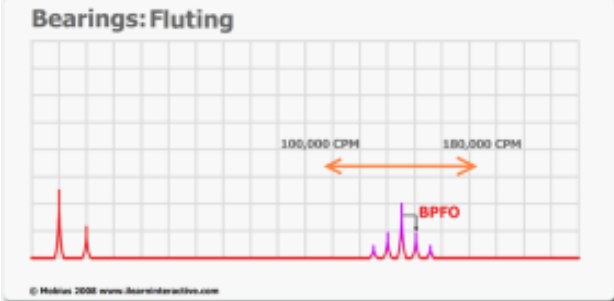 Bearings: Fluting
100,000 CPM 180,000 CPM
BPFO
© Mobius 2008 www.ilearninteractive.com